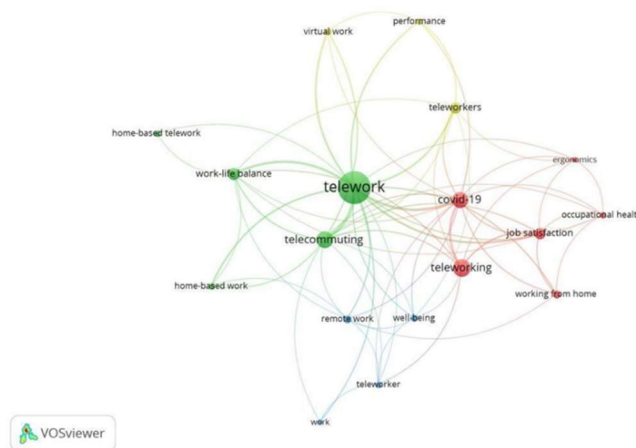 performance
virtual work
teleworkers
home-based telework
ergonomics
work-life balance
telework
covid-19
occupational healt
job satisfaction
telecommuting
teleworking
home-based work
working from home
remote work
well-being
teleworker
work
VOSviewer